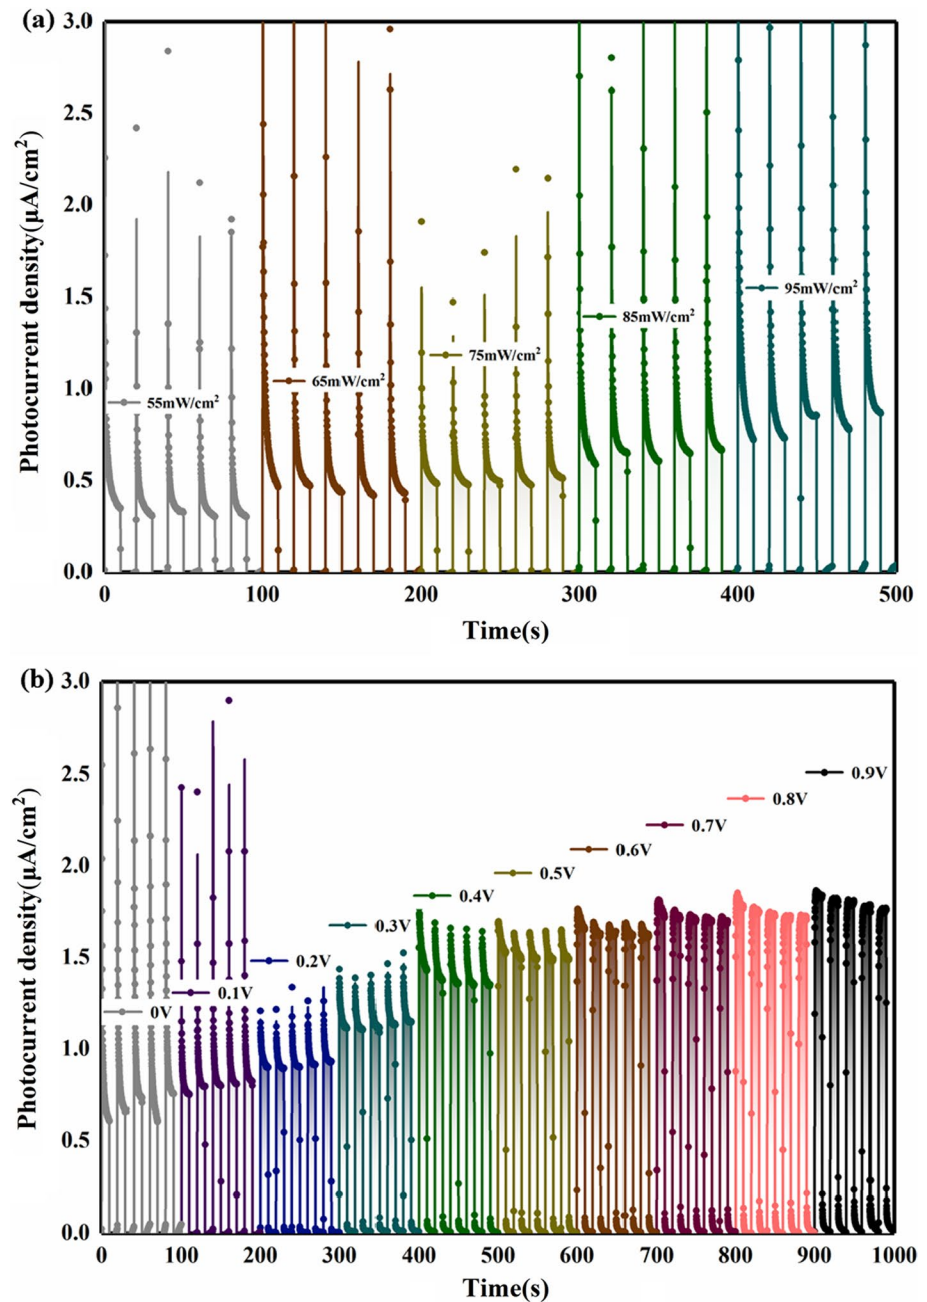 (a)
3.0
2.5
2.0
1.5
1.0
0.5
0.0
Photocurrent density(μA/cm²)
95mW/cm²
85mW/cm²
75mW/cm²
65mW/cm²
55mW/cm²
0 100 200 300 400 500
Time(s)
(b)
3.0
2.5
2.0
1.5
1.0
0.5
0.0
Photocurrent density(μA/cm²)
0.9V
0.8V
0.7V
0.6V
0.5V
0.4V
0.3V
0.2V
0.1V
0V
0 100 200 300 400 500 600 700 800 900 1000
Time(s)